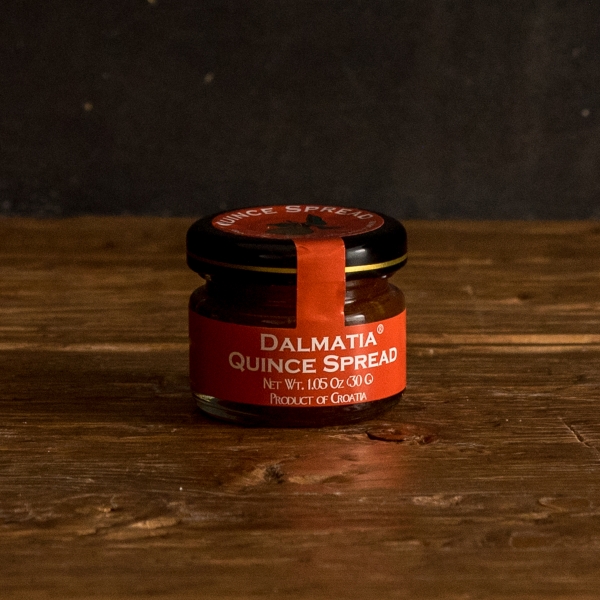 QUINCE SPREAD
DALMATIA®
QUINCE SPREAD
NET WT. 1.05 OZ (30 G)
PRODUCT OF CROATIA